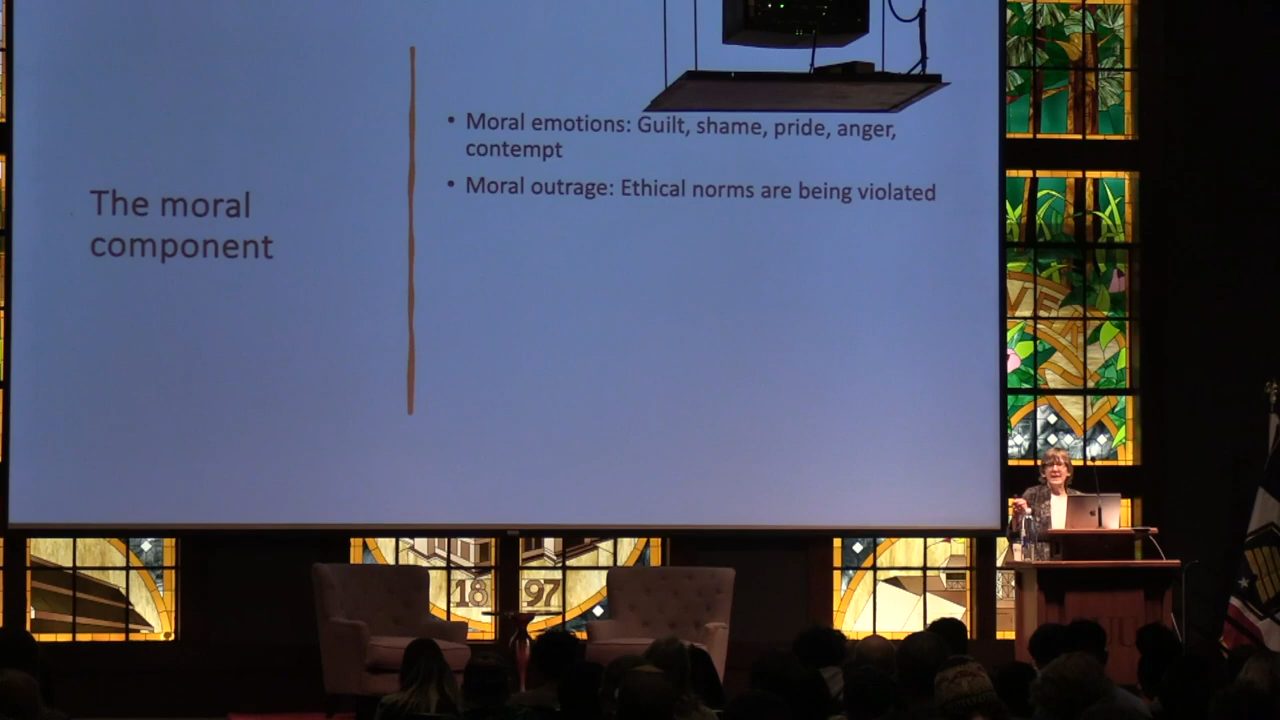 The moral
component
• Moral emotions: Guilt, shame, pride, anger,
contempt
• Moral outrage: Ethical norms are being violated
18 97